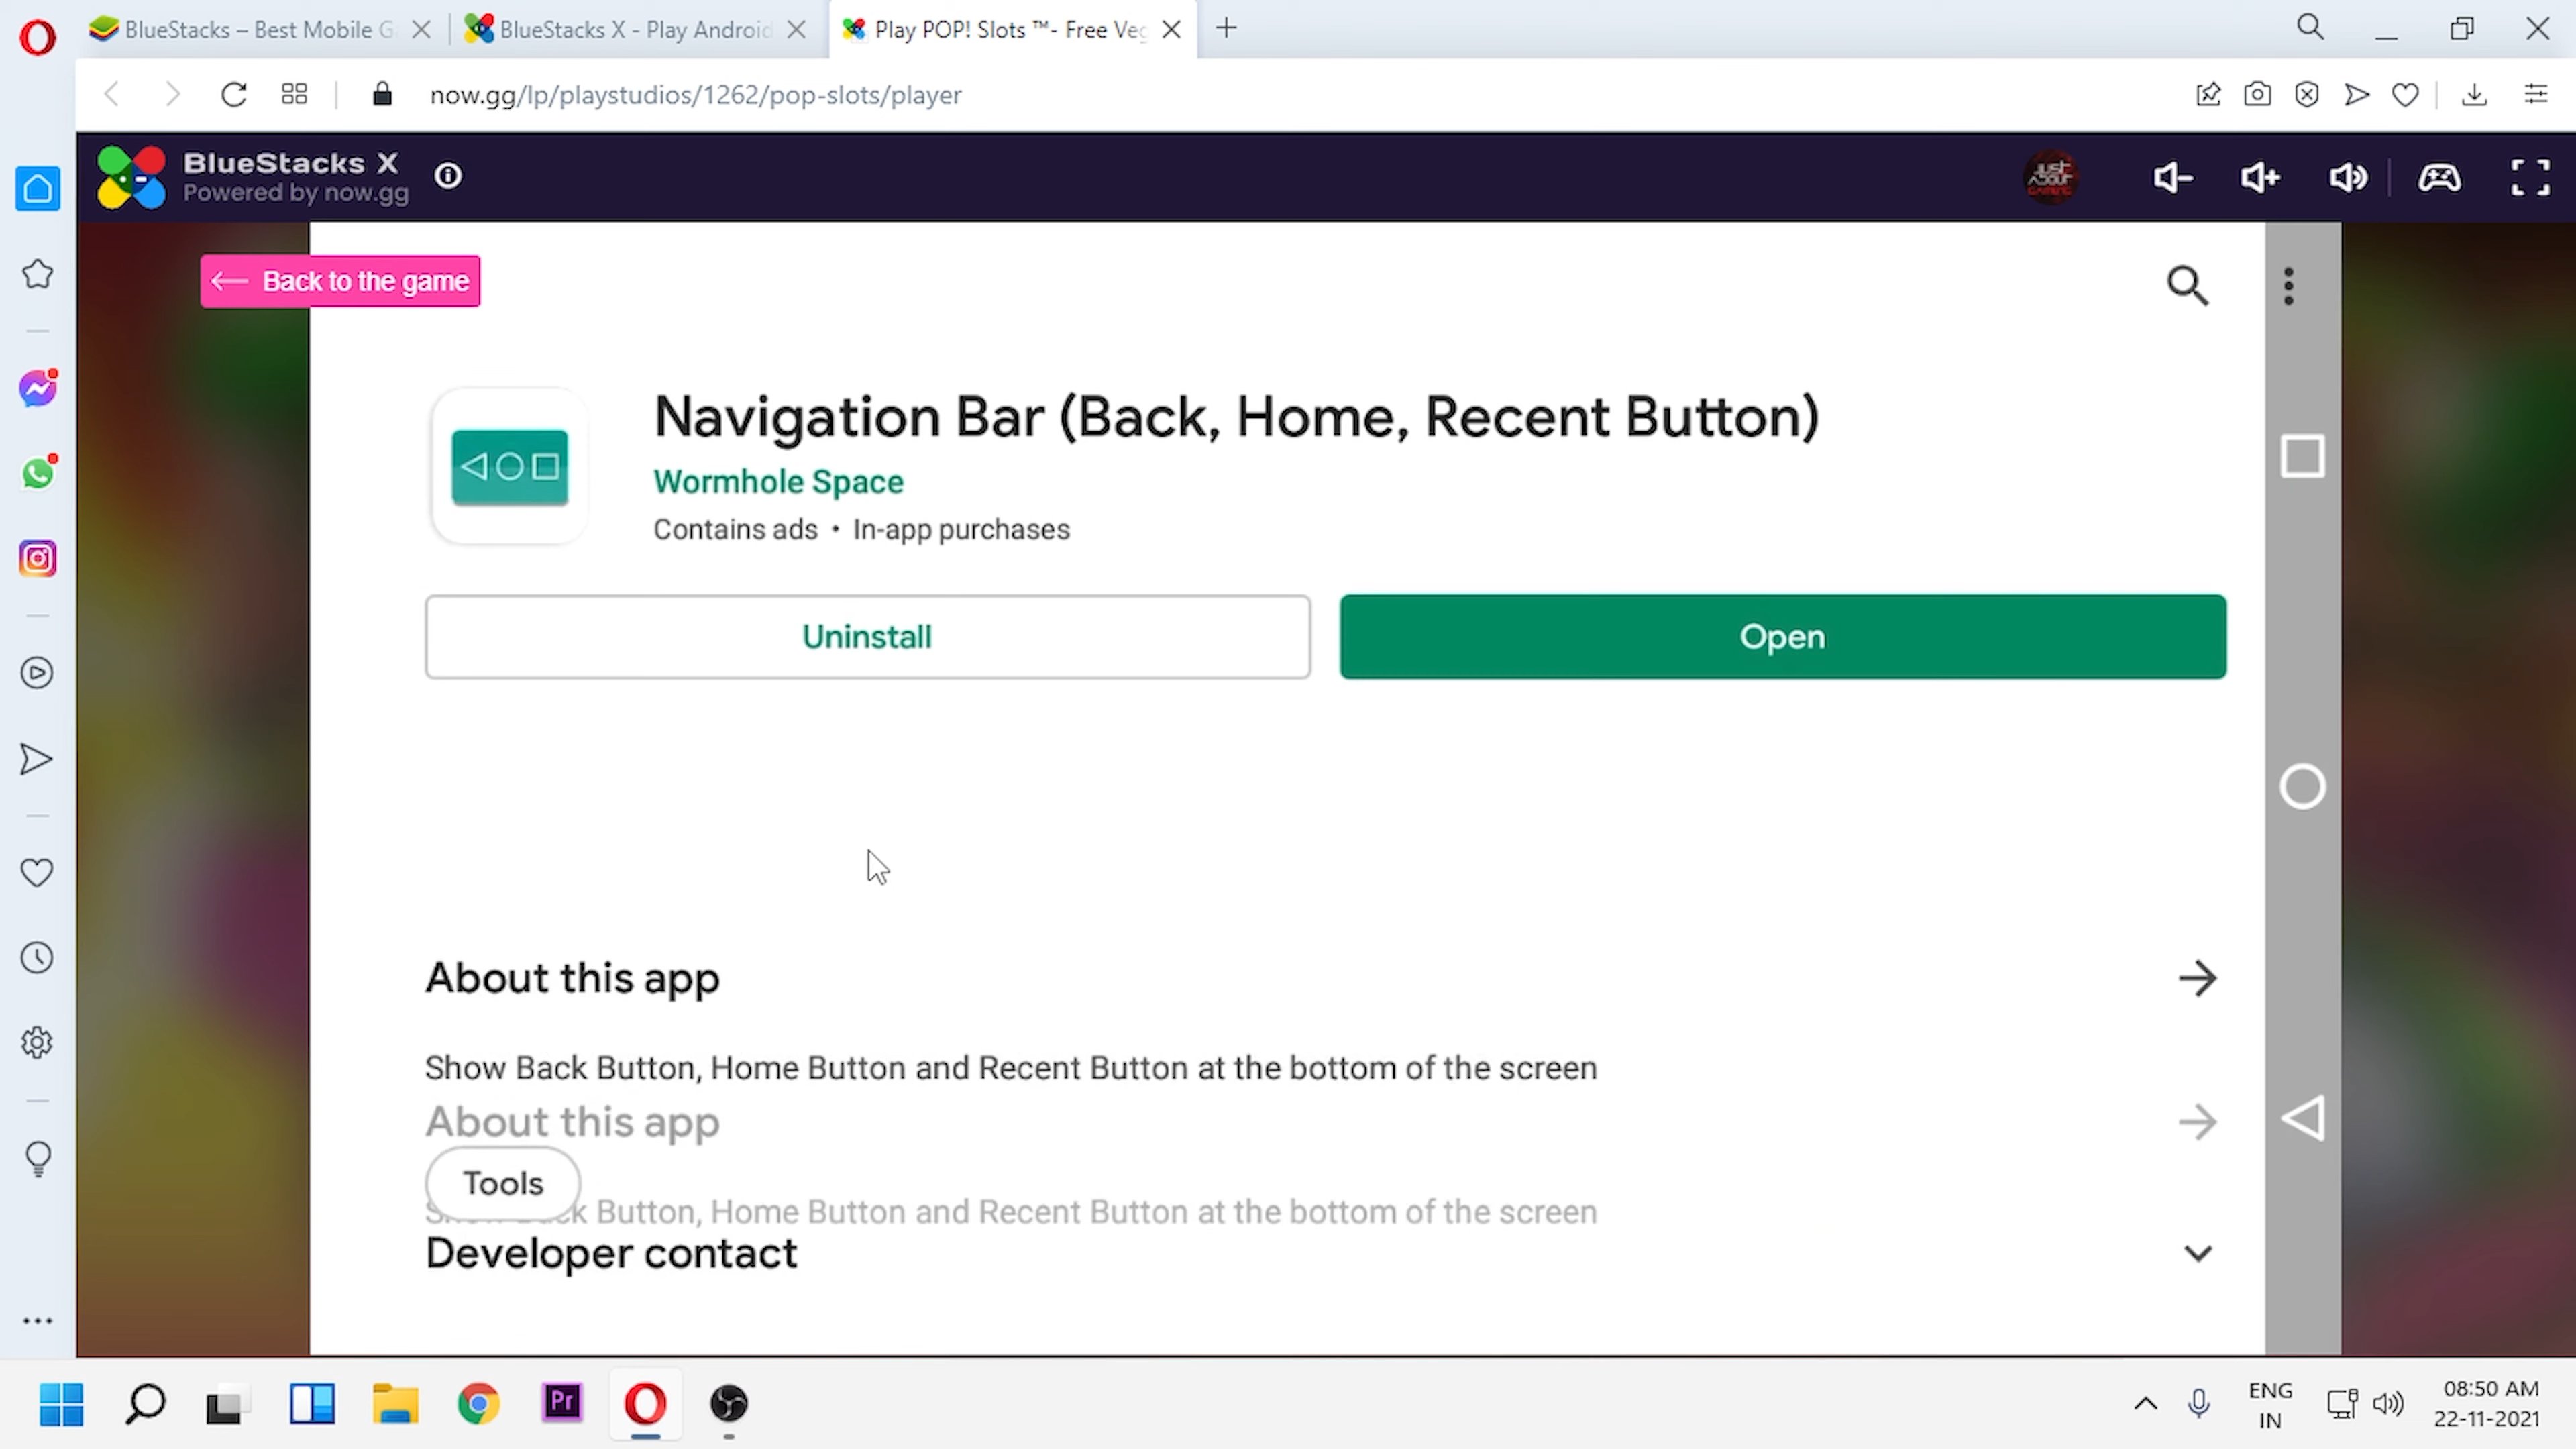 BlueStacks – Best Mobile G
BlueStacks X - Play Android
Play POP! Slots ™- Free Veg
now.gg/lp/playstudios/1262/pop-slots/player
BlueStacks X
Powered by now.gg
JUST ABOUT GAMING
Back to the game
Navigation Bar (Back, Home, Recent Button)
Wormhole Space
Contains ads • In-app purchases
Uninstall
Open
About this app
Show Back Button, Home Button and Recent Button at the bottom of the screen
About this app
Tools
Button, Home Button and Recent Button at the bottom of the screen
Developer contact
Pr
ENG
IN
08:50 AM
22-11-2021